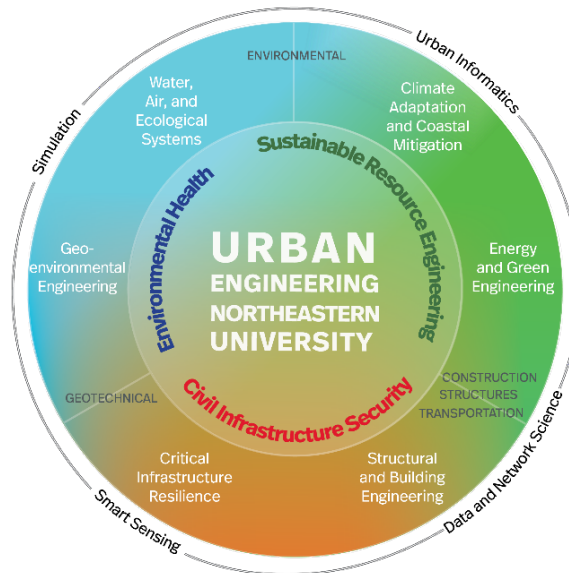 ENVIRONMENTAL
Urban Informatics
Water,
Air, and
Ecological
Systems
Climate
Adaptation
and Coastal
Mitigation
Simulation
Sustainable Resource Engineering
Environmental Health
Geo-
environmental
Engineering
URBAN
ENGINEERING
NORTHEASTERN
UNIVERSITY
Energy
and Green
Engineering
GEOTECHNICAL
Civil Infrastructure Security
CONSTRUCTION
STRUCTURES
TRANSPORTATION
Critical
Infrastructure
Resilience
Structural
and Building
Engineering
Smart Sensing
Data and Network Science